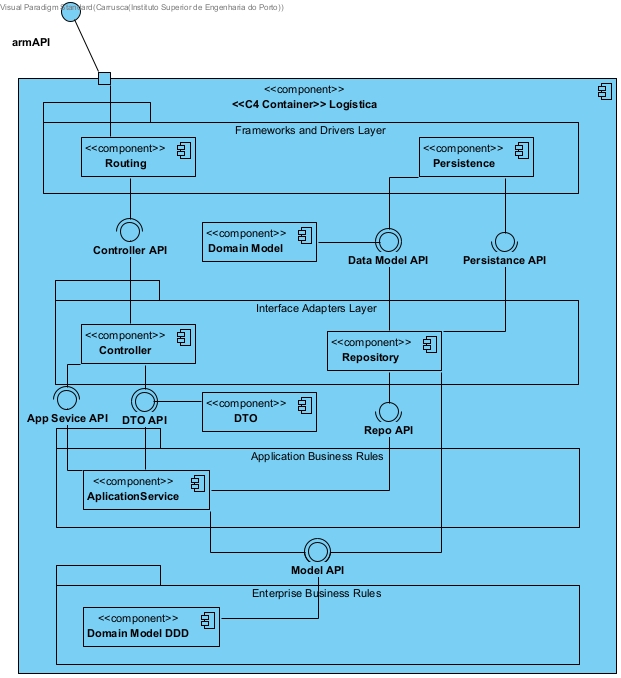 Visual Paradigm Standard(Carrusca(Instituto Superior de Engenharia do Porto))
armAPI
<<component>>
<<C4 Container>> Logística
Frameworks and Drivers Layer
<<component>>
Routing
<<component>>
Persistence
Controller API
<<component>>
Domain Model
Data Model API
Persistance API
Interface Adapters Layer
<<component>>
Controller
<<component>>
Repository
App Sevice API
DTO API
<<component>>
DTO
Repo API
Application Business Rules
<<component>>
AplicationService
Model API
Enterprise Business Rules
<<component>>
Domain Model DDD